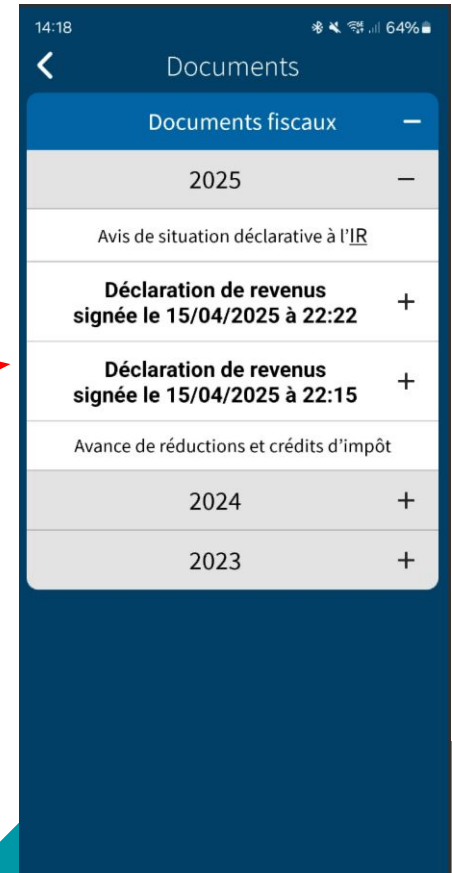 14:18 64%
Documents
Documents fiscaux
2025
Avis de situation déclarative à l'IR
Déclaration de revenus
signée le 15/04/2025 à 22:22
Déclaration de revenus
signée le 15/04/2025 à 22:15
Avance de réductions et crédits d'impôt
2024
2023